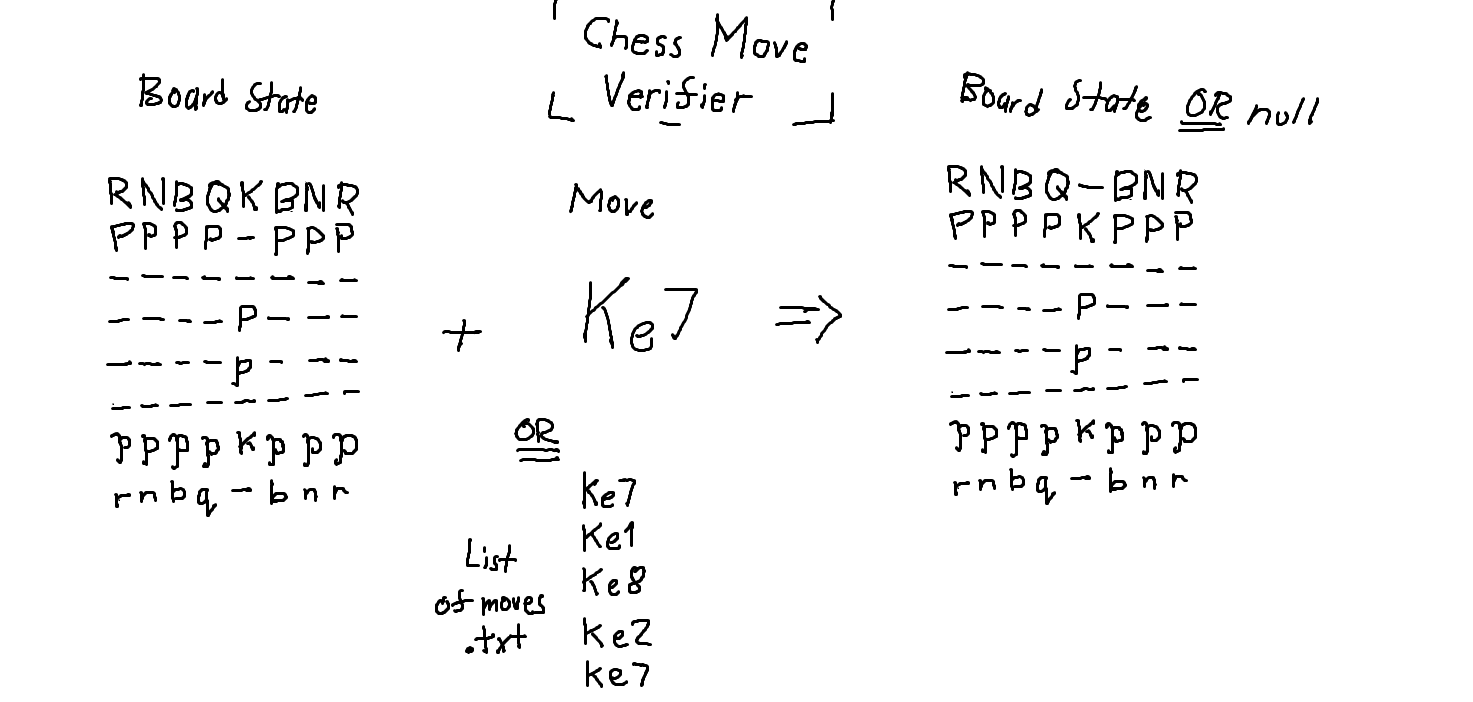 Chess Move
Verifier
Board State
RNBQKBNR
PPPP-PPP
--------
----P---
----p---
--------
ppppkppp
rnbq-bnr
+
Move
Ke7
OR
List
of moves
.txt
Ke7
Ke1
Ke8
Ke2
Ke7
=>
Board State OR null
RNBQ-BNR
PPPPKPPP
--------
----P---
----p---
--------
ppppkppp
rnbq-bnr